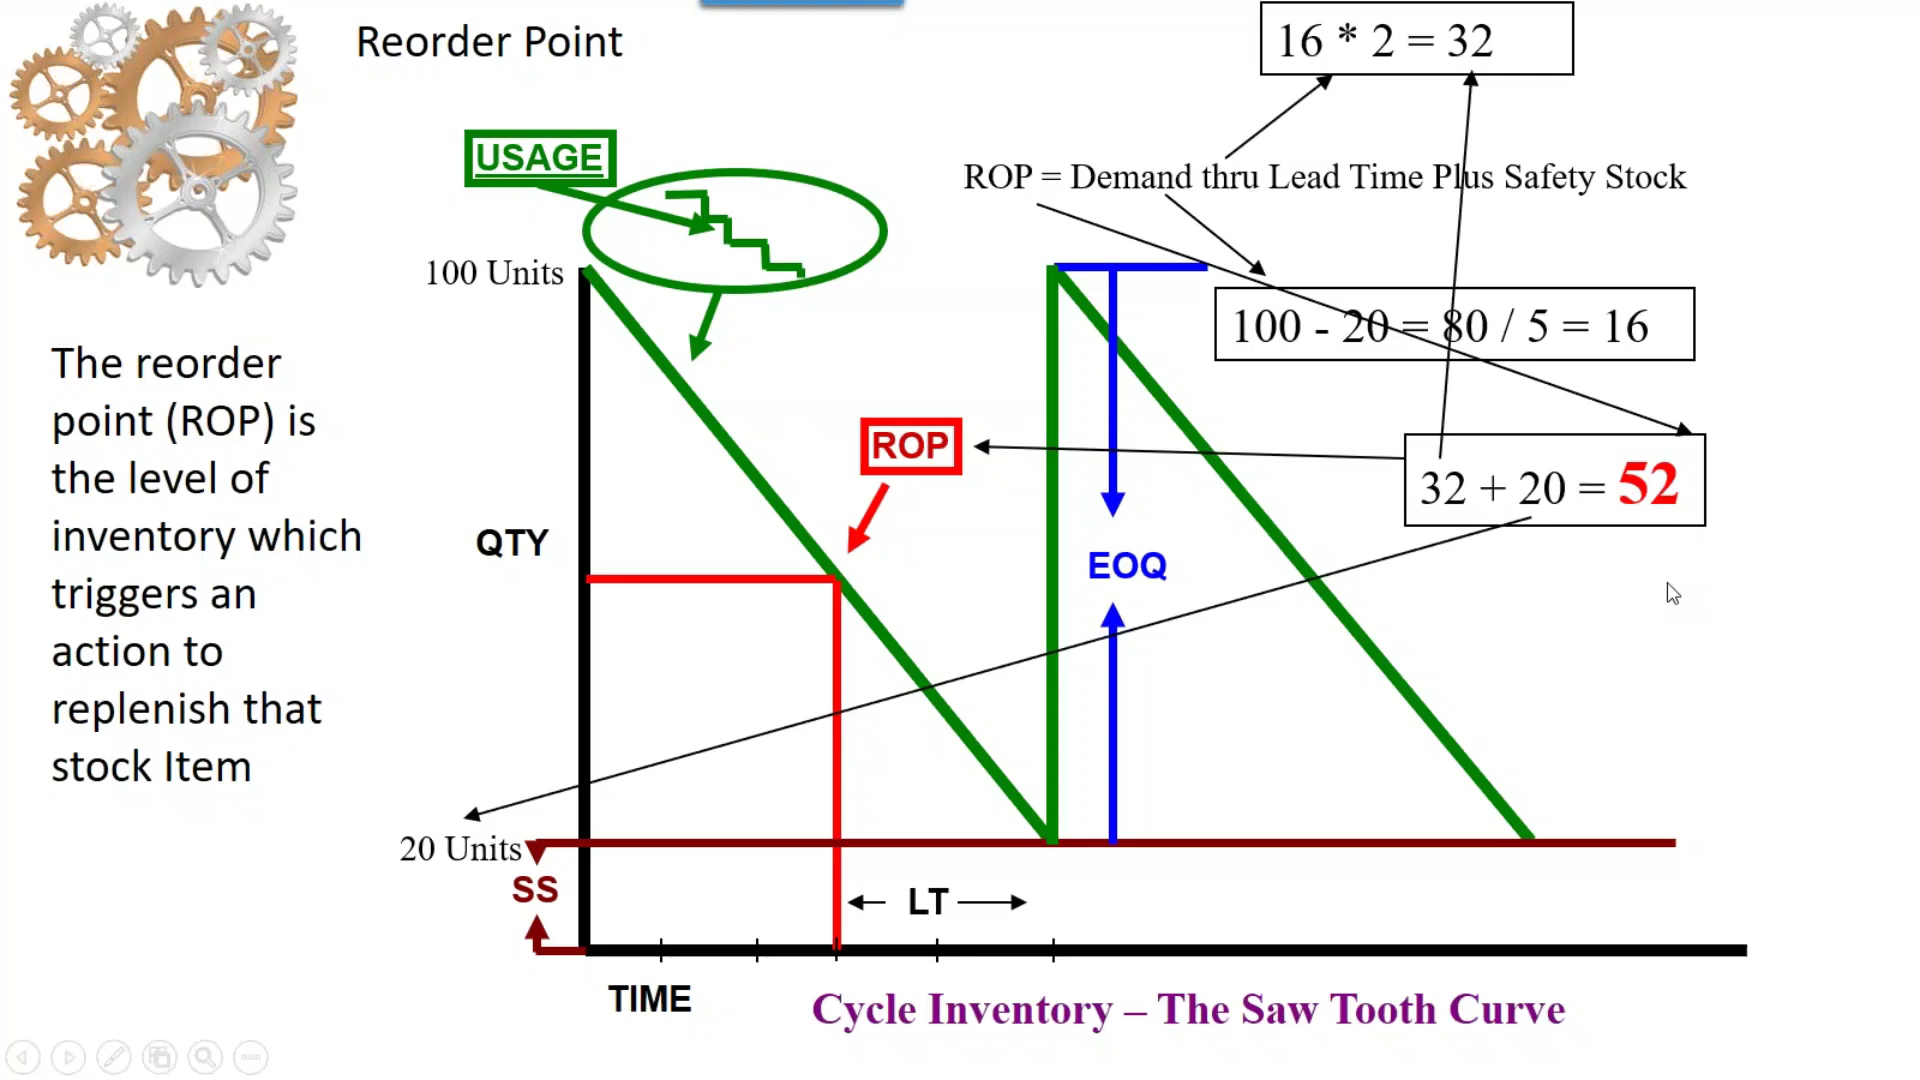 Reorder Point
16 * 2 = 32
USAGE
ROP = Demand thru Lead Time Plus Safety Stock
100 Units
100 - 20 = 80 / 5 = 16
The reorder
point (ROP) is
the level of
inventory which
triggers an
action to
replenish that
stock Item
ROP
32 + 20 = 52
QTY
EOQ
20 Units
SS
LT
TIME
Cycle Inventory – The Saw Tooth Curve